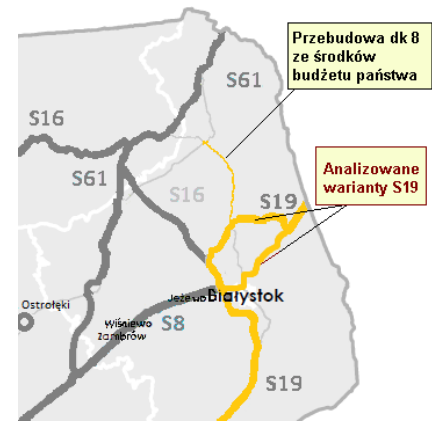 Przebudowa dk 8
ze środków
budżetu państwa
S61
S16
Analizowane
warianty S19
S61
S16
S19
Jeżewo
Białystok
Ostrołęki
Wiśniewo
Zambrów
S8
S19